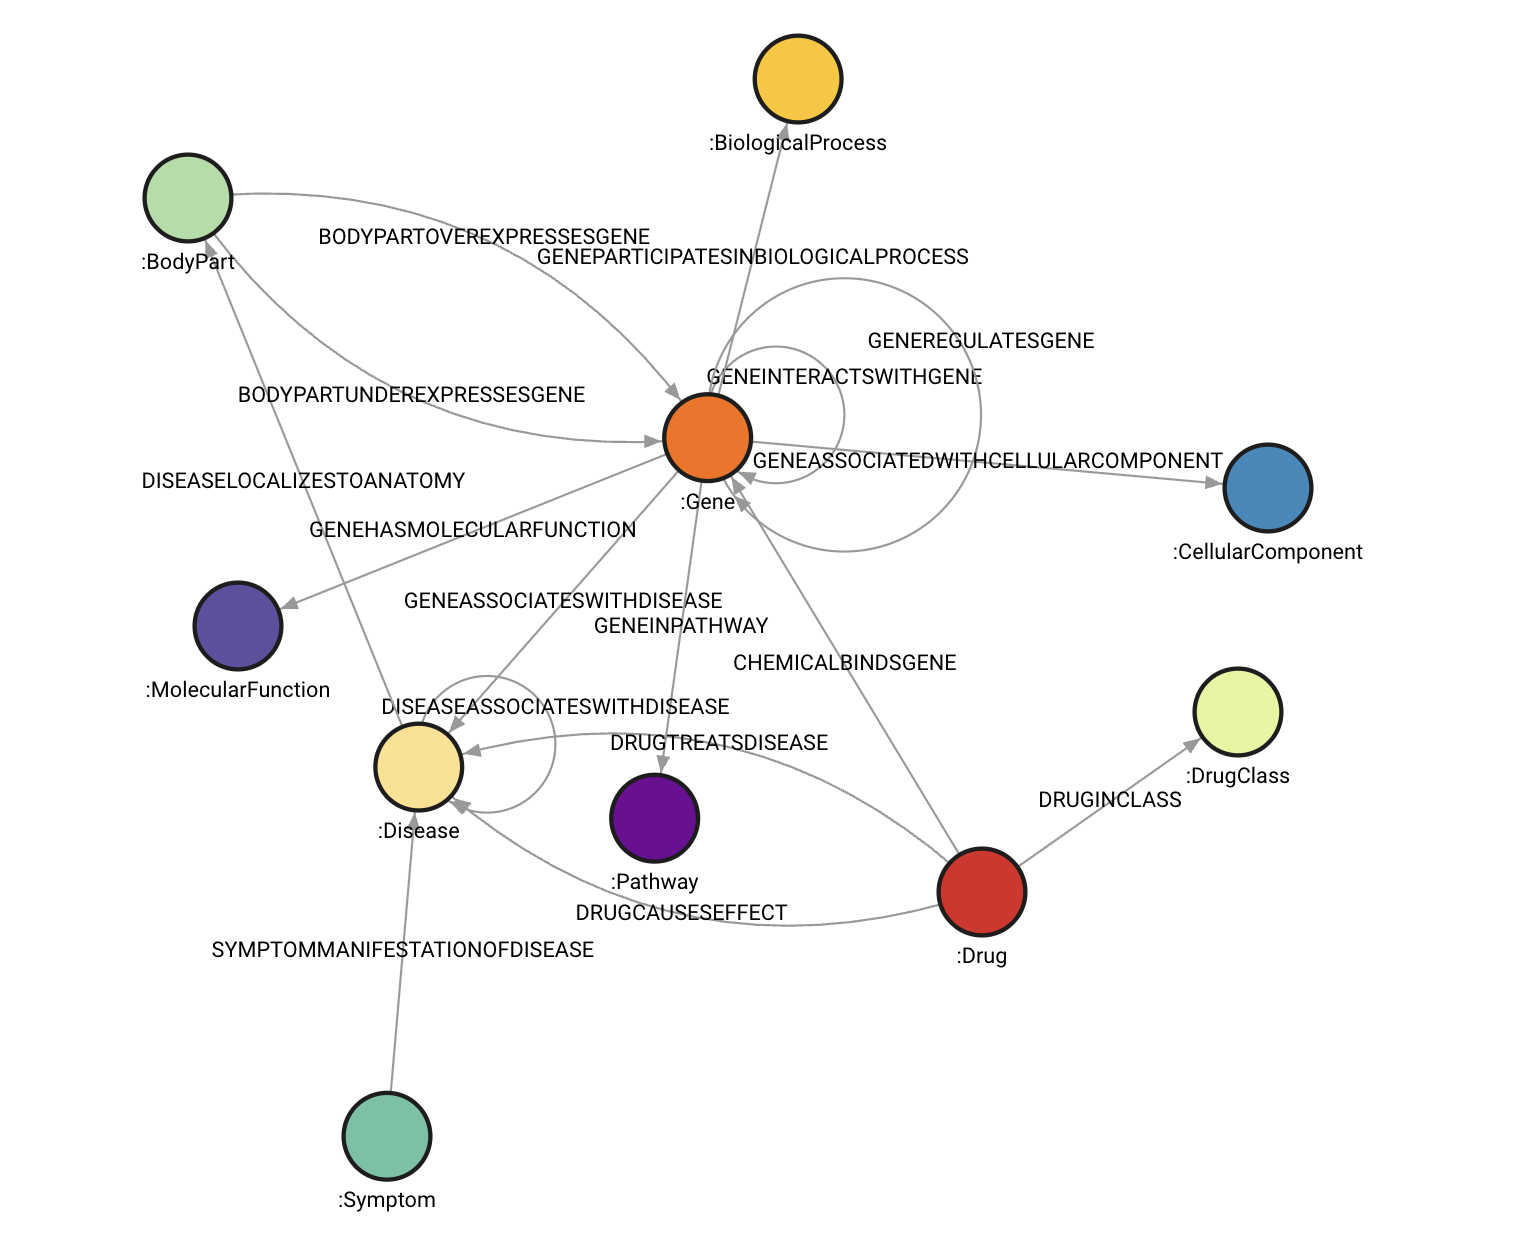 :BiologicalProcess
BODYPARTOVEREXPRESSESGENE
GENEPARTICIPATESINBIOLOGICALPROCESS
:BodyPart
GENEREGULATESGENE
GENEINTERACTSWITHGENE
BODYPARTUNDEREXPRESSESGENE
GENEASSOCIATEDWITHCELLULARCOMPONENT
DISEASELOCALIZESTOANATOMY
:Gene
GENEHASMOLECULARFUNCTION
:CellularComponent
GENEASSOCIATESWITHDISEASE
GENEINPATHWAY
CHEMICALBINDSGENE
:MolecularFunction
DISEASEASSOCIATESWITHDISEASE
DRUGTREATSDISEASE
:DrugClass
DRUGINCLASS
:Disease
:Pathway
DRUGCAUSESEFFECT
SYMPTOMMANIFESTATIONOFDISEASE
:Drug
:Symptom